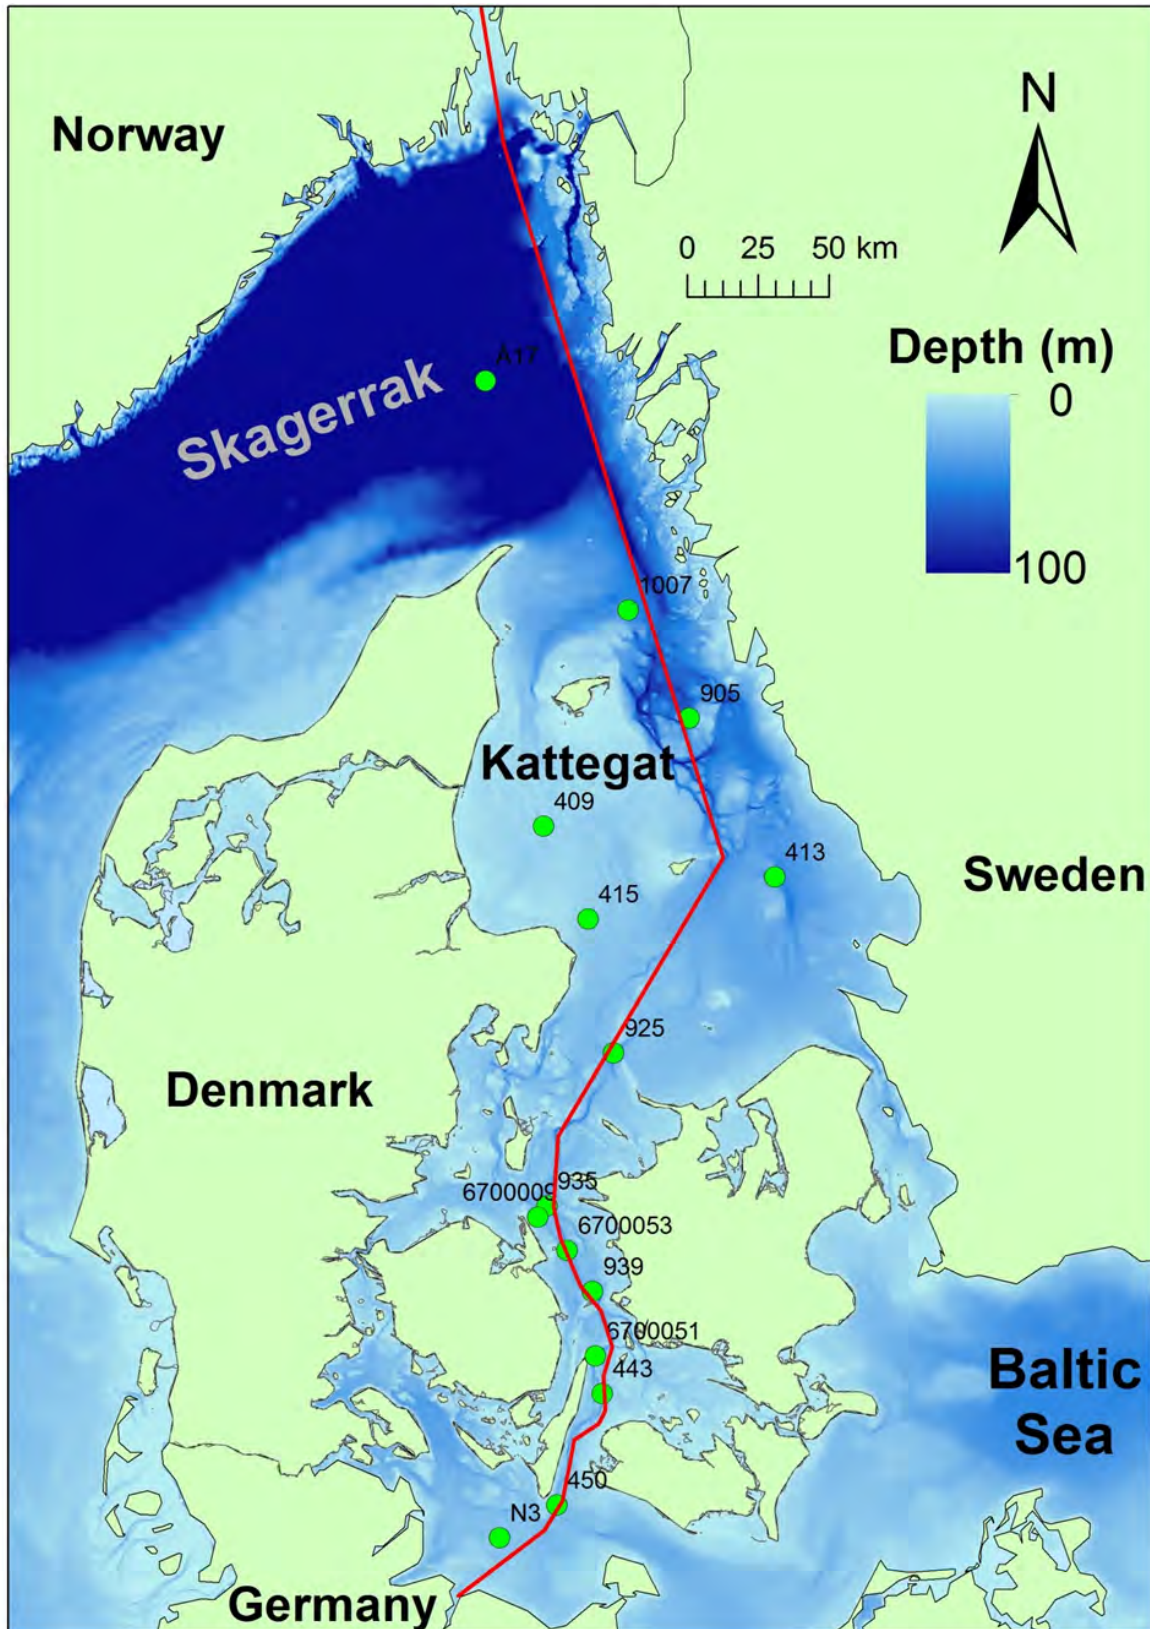 Norway
N
0 25 50 km
Depth (m)
0
100
Å17
Skagerrak
1007
905
Kattegat
409
413
Sweden
415
925
Denmark
935
6700009
6700053
939
6700051
443
Baltic
Sea
450
N3
Germany